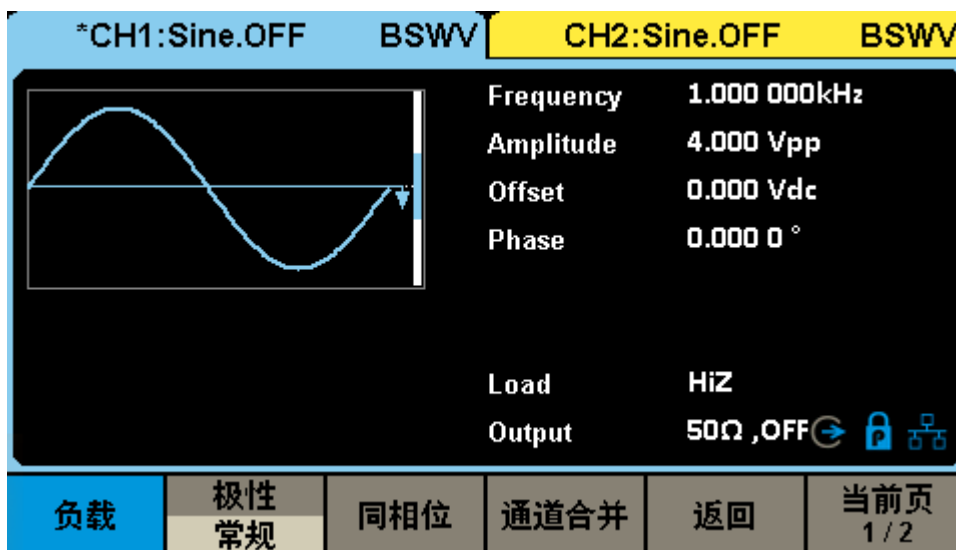 *CH1:Sine.OFF BSWV CH2:Sine.OFF BSWV
Frequency 1.000 000kHz
Amplitude 4.000 Vpp
Offset 0.000 Vdc
Phase 0.000 0 °
Load HiZ
Output 50Ω ,OFF P
负载 极性 常规 同相位 通道合并 返回 当前页 1 / 2